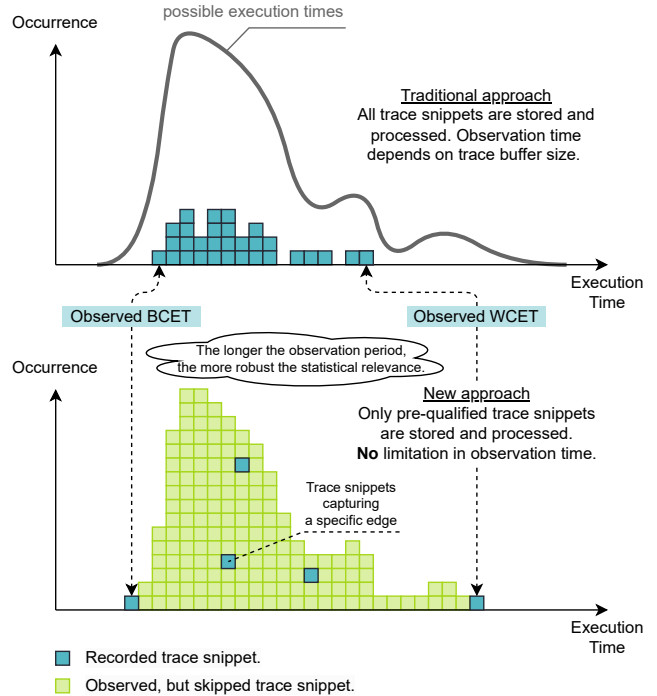 possible execution times
Occurrence
Traditional approach
All trace snippets are stored and
processed. Observation time
depends on trace buffer size.
Execution
Time
Observed BCET
Observed WCET
The longer the observation period,
the more robust the statistical relevance.
Occurrence
New approach
Only pre-qualified trace snippets
are stored and processed.
No limitation in observation time.
Trace snippets
capturing
a specific edge
Execution
Time
Recorded trace snippet.
Observed, but skipped trace snippet.